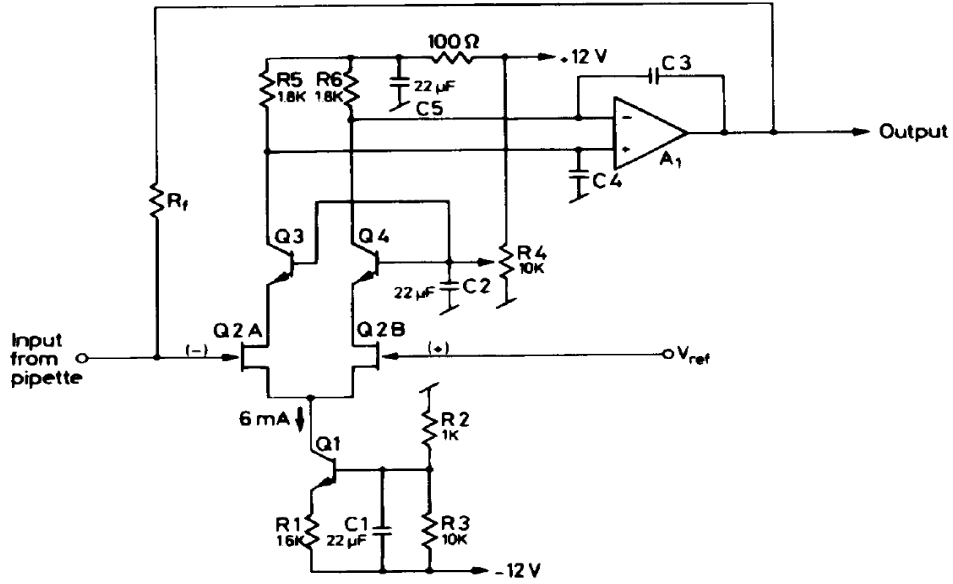 100Ω
+12 V
R5
1.8K
R6
1.8K
22 µF
C5
C3
−
+
A1
Output
C4
Rf
Q3
Q4
R4
10K
22 µF
C2
Input
from
pipette
Q2A
(−)
Q2B
(+)
Vref
6 mA
R2
1K
Q1
R1
16K
C1
22 µF
R3
10K
−12 V